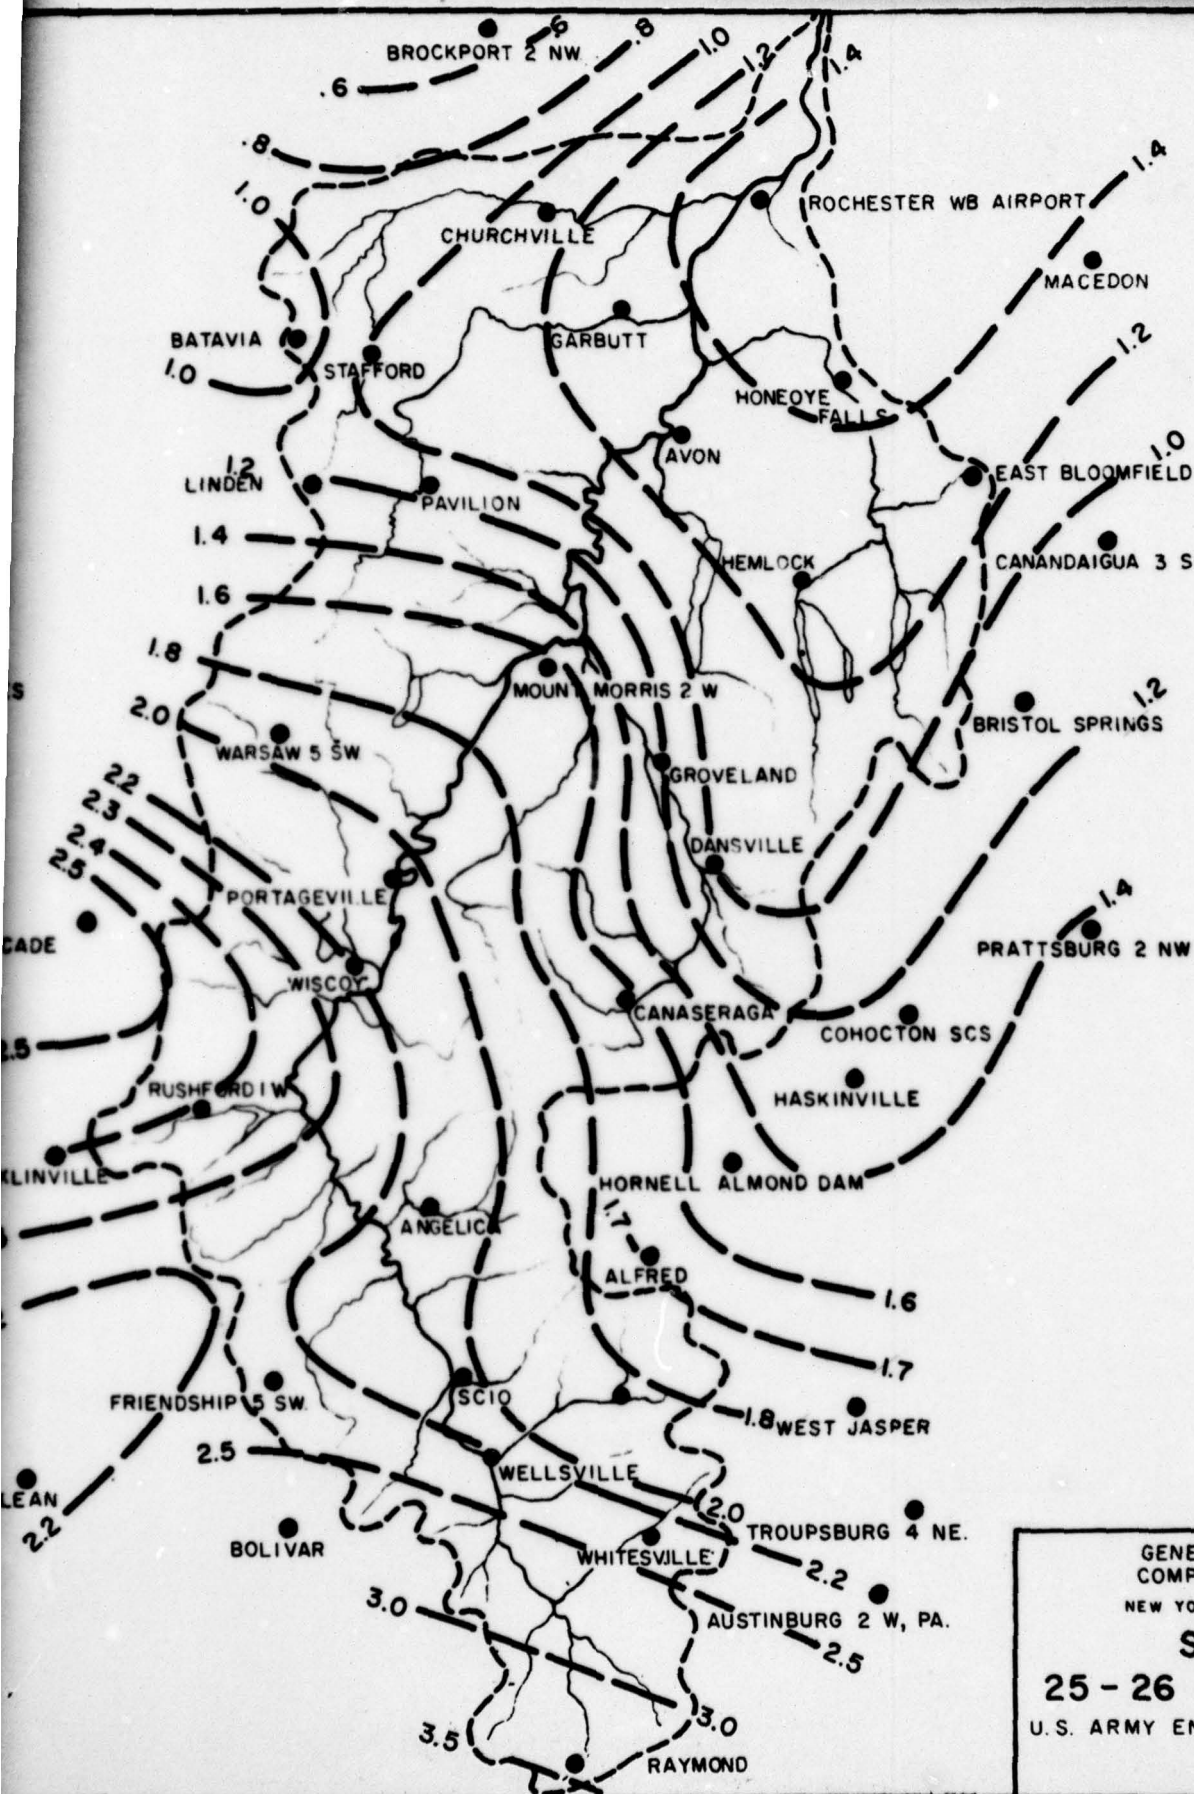 .6
BROCKPORT 2 NW
.8
1.0
1.2
1.4
.6
.8
1.0
1.4
ROCHESTER WB AIRPORT
CHURCHVILLE
MACEDON
BATAVIA
GARBUTT
1.2
1.0
STAFFORD
HONEOYE
FALLS
1.0
AVON
1.2
LINDEN
EAST BLOOMFIELD
PAVILION
1.4
HEMLOCK
CANANDAIGUA 3 S
1.6
1.8
S
MOUNT MORRIS 2 W
1.2
2.0
BRISTOL SPRINGS
WARSAW 5 SW
2.2
GROVELAND
2.3
2.4
DANSVILLE
2.5
PORTAGEVILLE
1.4
CADE
PRATTSBURG 2 NW
WISCOY
CANASERAGA
COHOCTON SCS
2.5
RUSHFORD 1 W
HASKINVILLE
KLINVILLE
HORNELL ALMOND DAM
ANGELICA
1.7
ALFRED
1.6
1.7
FRIENDSHIP 5 SW.
SCIO
1.8
WEST JASPER
2.5
WELLSVILLE
LEAN
2.0
2.2
TROUPSBURG 4 NE.
BOLIVAR
WHITESVILLE
2.2
GENE
COMP
3.0
NEW YO
AUSTINBURG 2 W, PA.
S
2.5
25 - 26
3.0
U.S. ARMY EN
3.5
RAYMOND